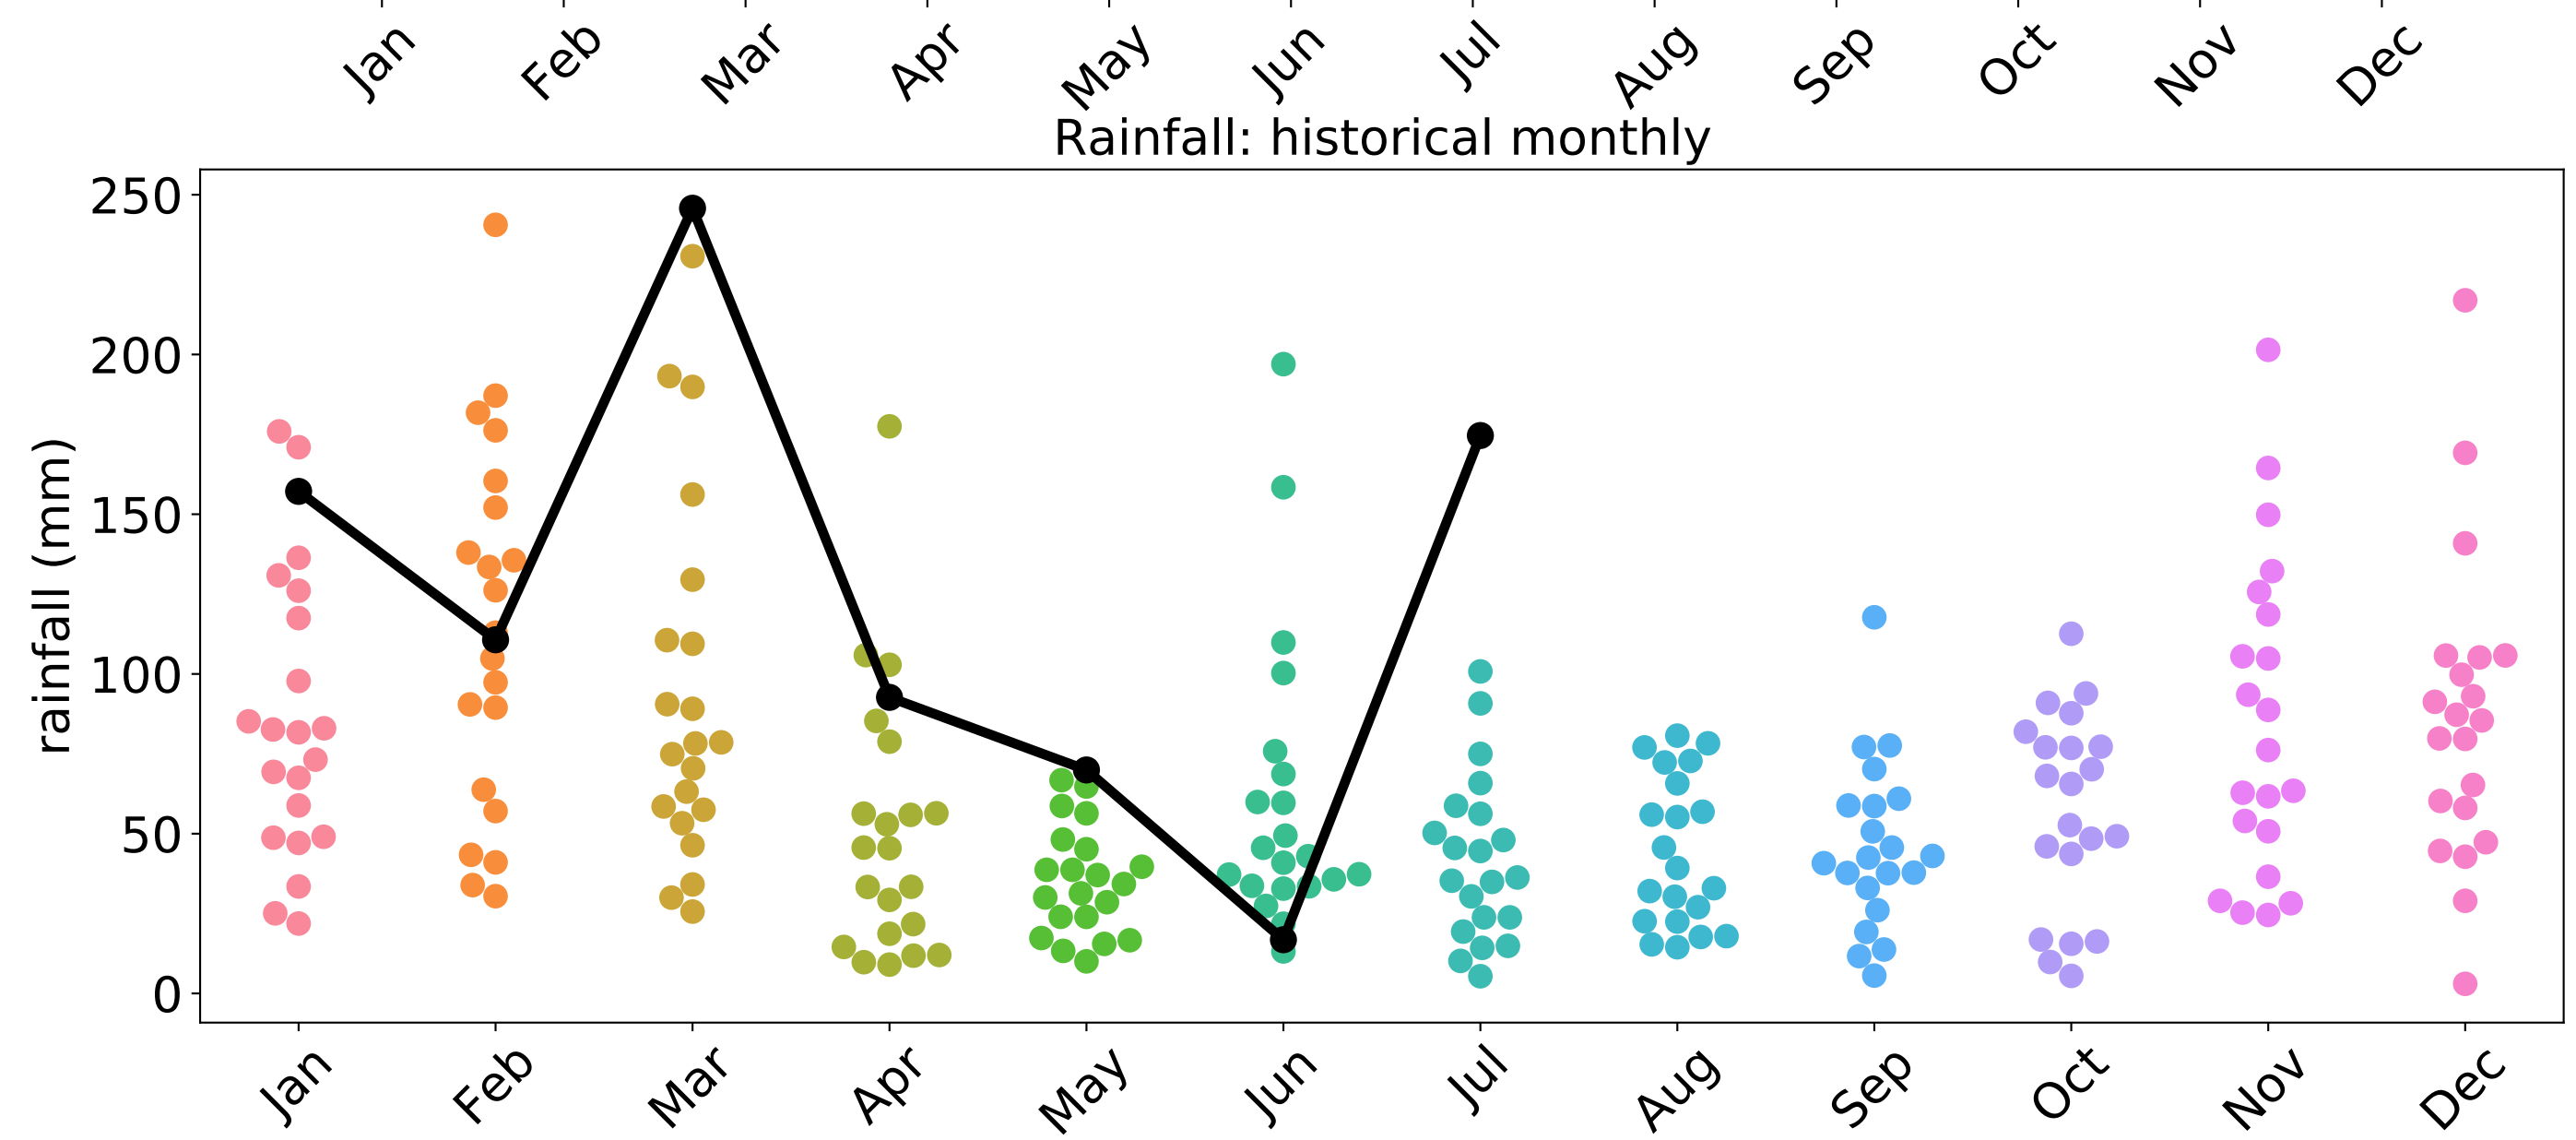 Jan Feb Mar Apr May Jun Jul Aug Sep Oct Nov Dec
Rainfall: historical monthly
rainfall (mm)
250
200
150
100
50
0
Jan Feb Mar Apr May Jun Jul Aug Sep Oct Nov Dec